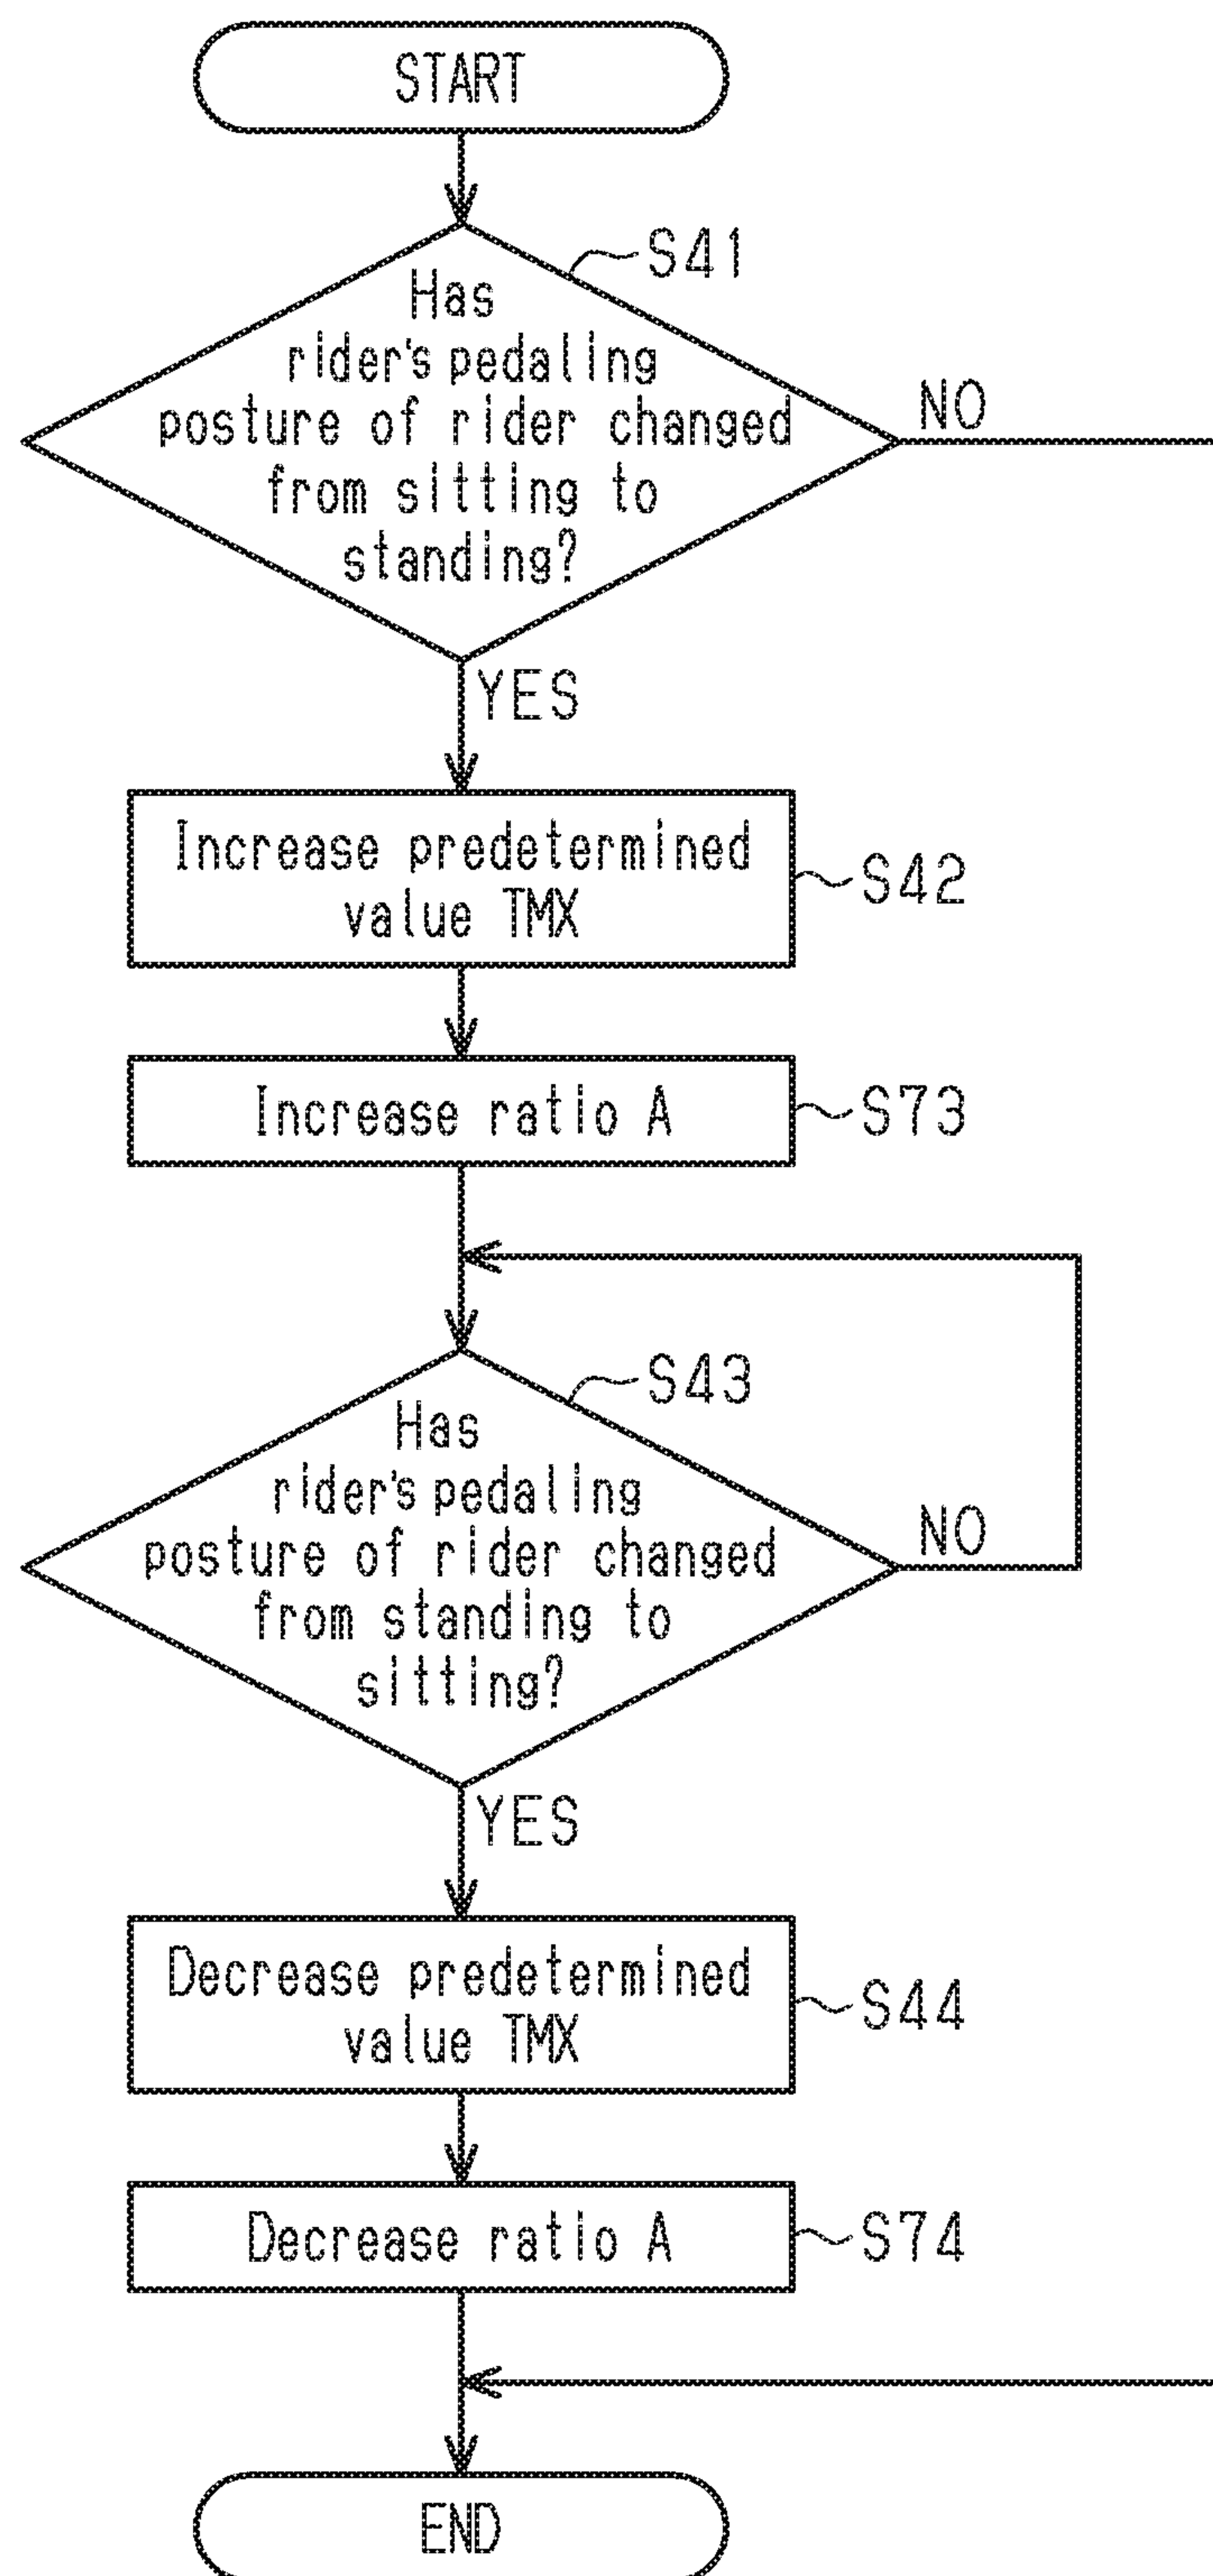 START
S41
Has
rider's pedaling
posture of rider changed
from sitting to
standing?
NO
YES
Increase predetermined
value TMX
S42
Increase ratio A
S73
S43
Has
rider's pedaling
posture of rider changed
from standing to
sitting?
NO
YES
Decrease predetermined
value TMX
S44
Decrease ratio A
S74
END